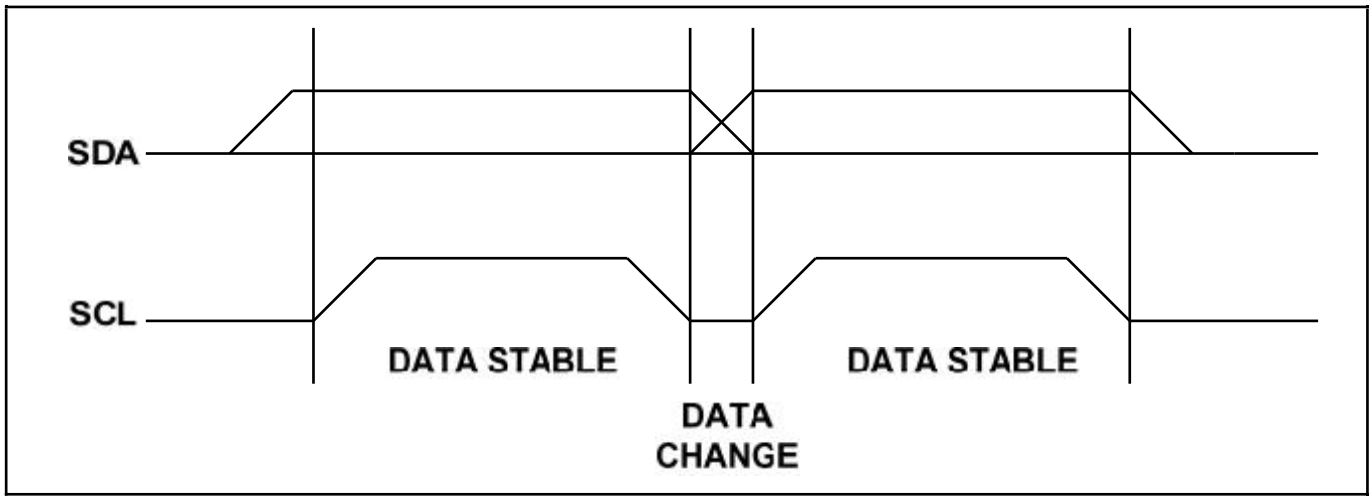 SDA
SCL
DATA STABLE
DATA STABLE
DATA
CHANGE